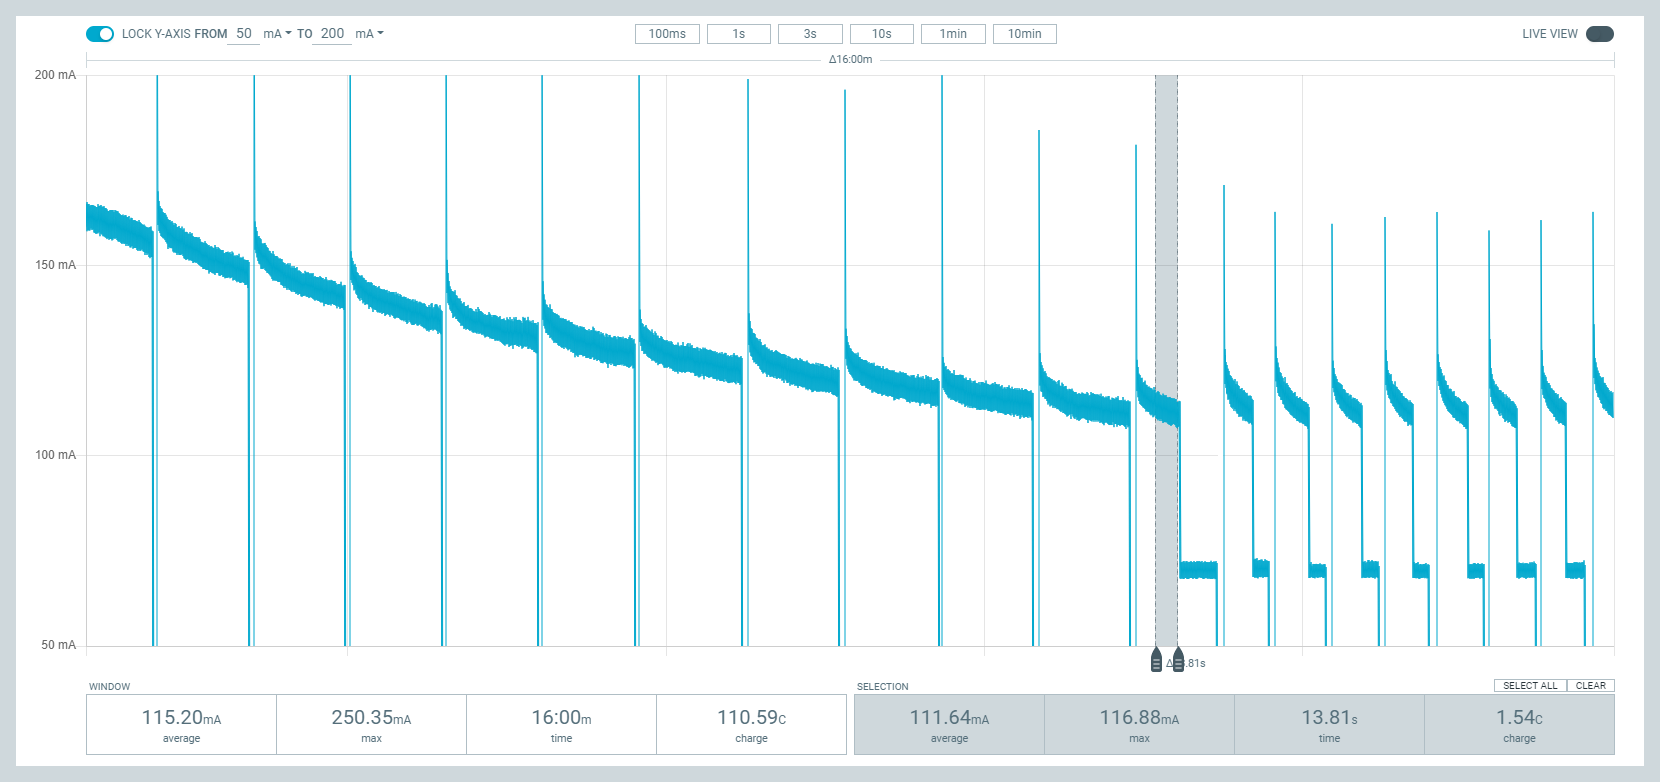 LOCK Y-AXIS FROM 50 mA TO 200 mA 100ms 1s 3s 10s 1min 10min LIVE VIEW
Δ16:00m
200 mA
150 mA
100 mA
50 mA
WINDOW SELECTION SELECT ALL CLEAR
115.20mA 250.35mA 16:00m 110.59C 111.64mA 116.88mA 13.81s 1.54C
average max time charge average max time charge